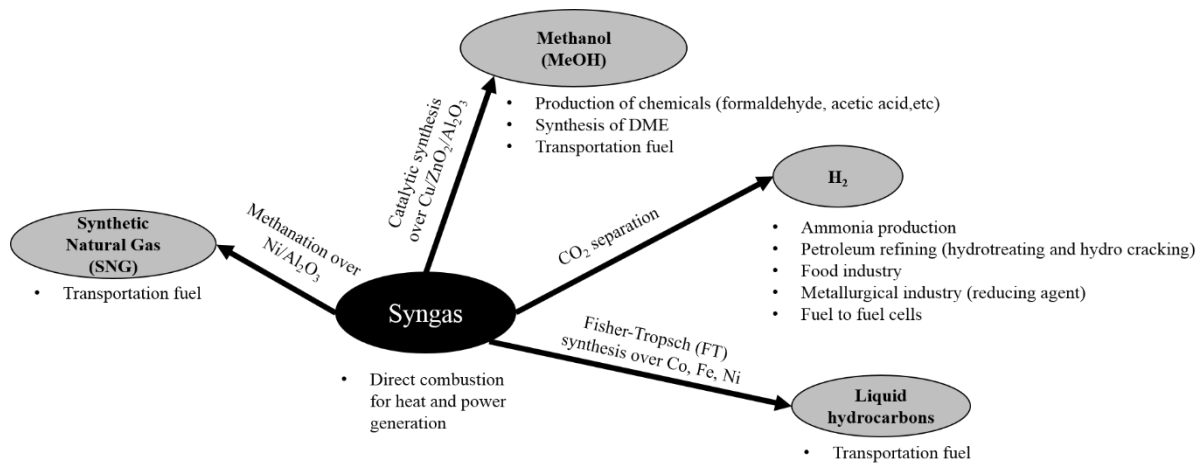 Methanol
(MeOH)
• Production of chemicals (formaldehyde, acetic acid,etc)
• Synthesis of DME
• Transportation fuel
Catalytic synthesis
over Cu/ZnO₂/Al₂O₃
H₂
• Ammonia production
• Petroleum refining (hydrotreating and hydro cracking)
• Food industry
• Metallurgical industry (reducing agent)
• Fuel to fuel cells
CO₂ separation
Synthetic
Natural Gas
(SNG)
• Transportation fuel
Methanation over
Ni/Al₂O₃
Syngas
• Direct combustion
for heat and power
generation
Fisher-Tropsch (FT)
synthesis over Co, Fe, Ni
Liquid
hydrocarbons
• Transportation fuel